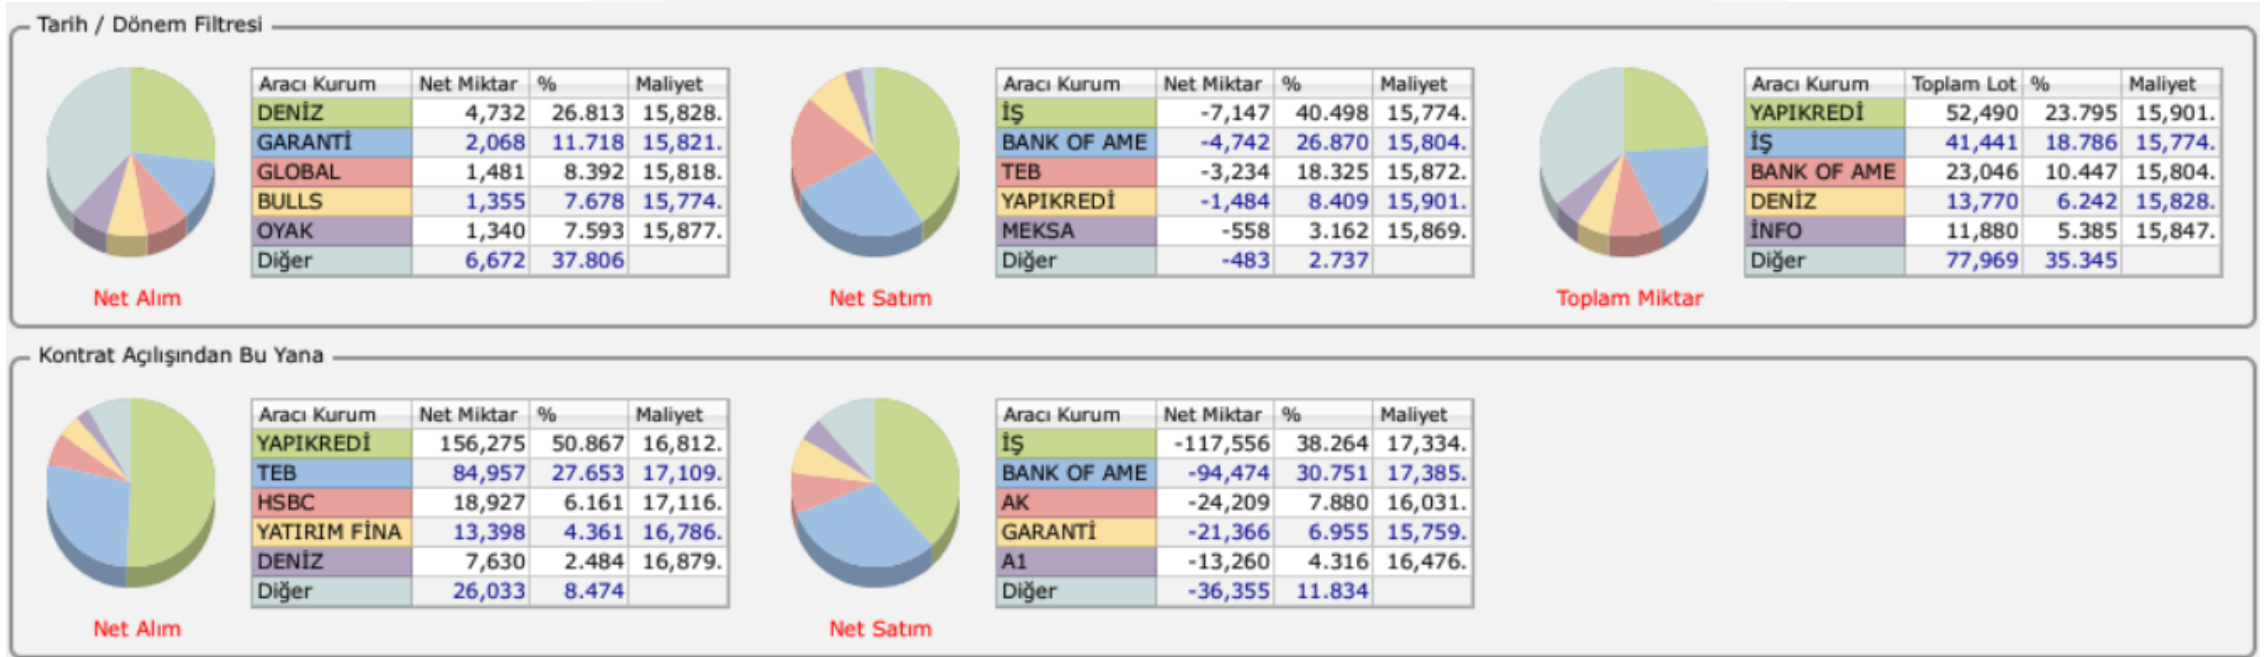 Tarih / Dönem Filtresi
Aracı Kurum Net Miktar % Maliyet
DENİZ 4,732 26.813 15,828.
GARANTİ 2,068 11.718 15,821.
GLOBAL 1,481 8.392 15,818.
BULLS 1,355 7.678 15,774.
OYAK 1,340 7.593 15,877.
Diğer 6,672 37.806
Net Alım
Aracı Kurum Net Miktar % Maliyet
İŞ -7,147 40.498 15,774.
BANK OF AME -4,742 26.870 15,804.
TEB -3,234 18.325 15,872.
YAPIKREDİ -1,484 8.409 15,901.
MEKSA -558 3.162 15,869.
Diğer -483 2.737
Net Satım
Aracı Kurum Toplam Lot % Maliyet
YAPIKREDİ 52,490 23.795 15,901.
İŞ 41,441 18.786 15,774.
BANK OF AME 23,046 10.447 15,804.
DENİZ 13,770 6.242 15,828.
İNFO 11,880 5.385 15,847.
Diğer 77,969 35.345
Toplam Miktar
Kontrat Açılışından Bu Yana
Aracı Kurum Net Miktar % Maliyet
YAPIKREDİ 156,275 50.867 16,812.
TEB 84,957 27.653 17,109.
HSBC 18,927 6.161 17,116.
YATIRIM FİNA 13,398 4.361 16,786.
DENİZ 7,630 2.484 16,879.
Diğer 26,033 8.474
Net Alım
Aracı Kurum Net Miktar % Maliyet
İŞ -117,556 38.264 17,334.
BANK OF AME -94,474 30.751 17,385.
AK -24,209 7.880 16,031.
GARANTİ -21,366 6.955 15,759.
A1 -13,260 4.316 16,476.
Diğer -36,355 11.834
Net Satım